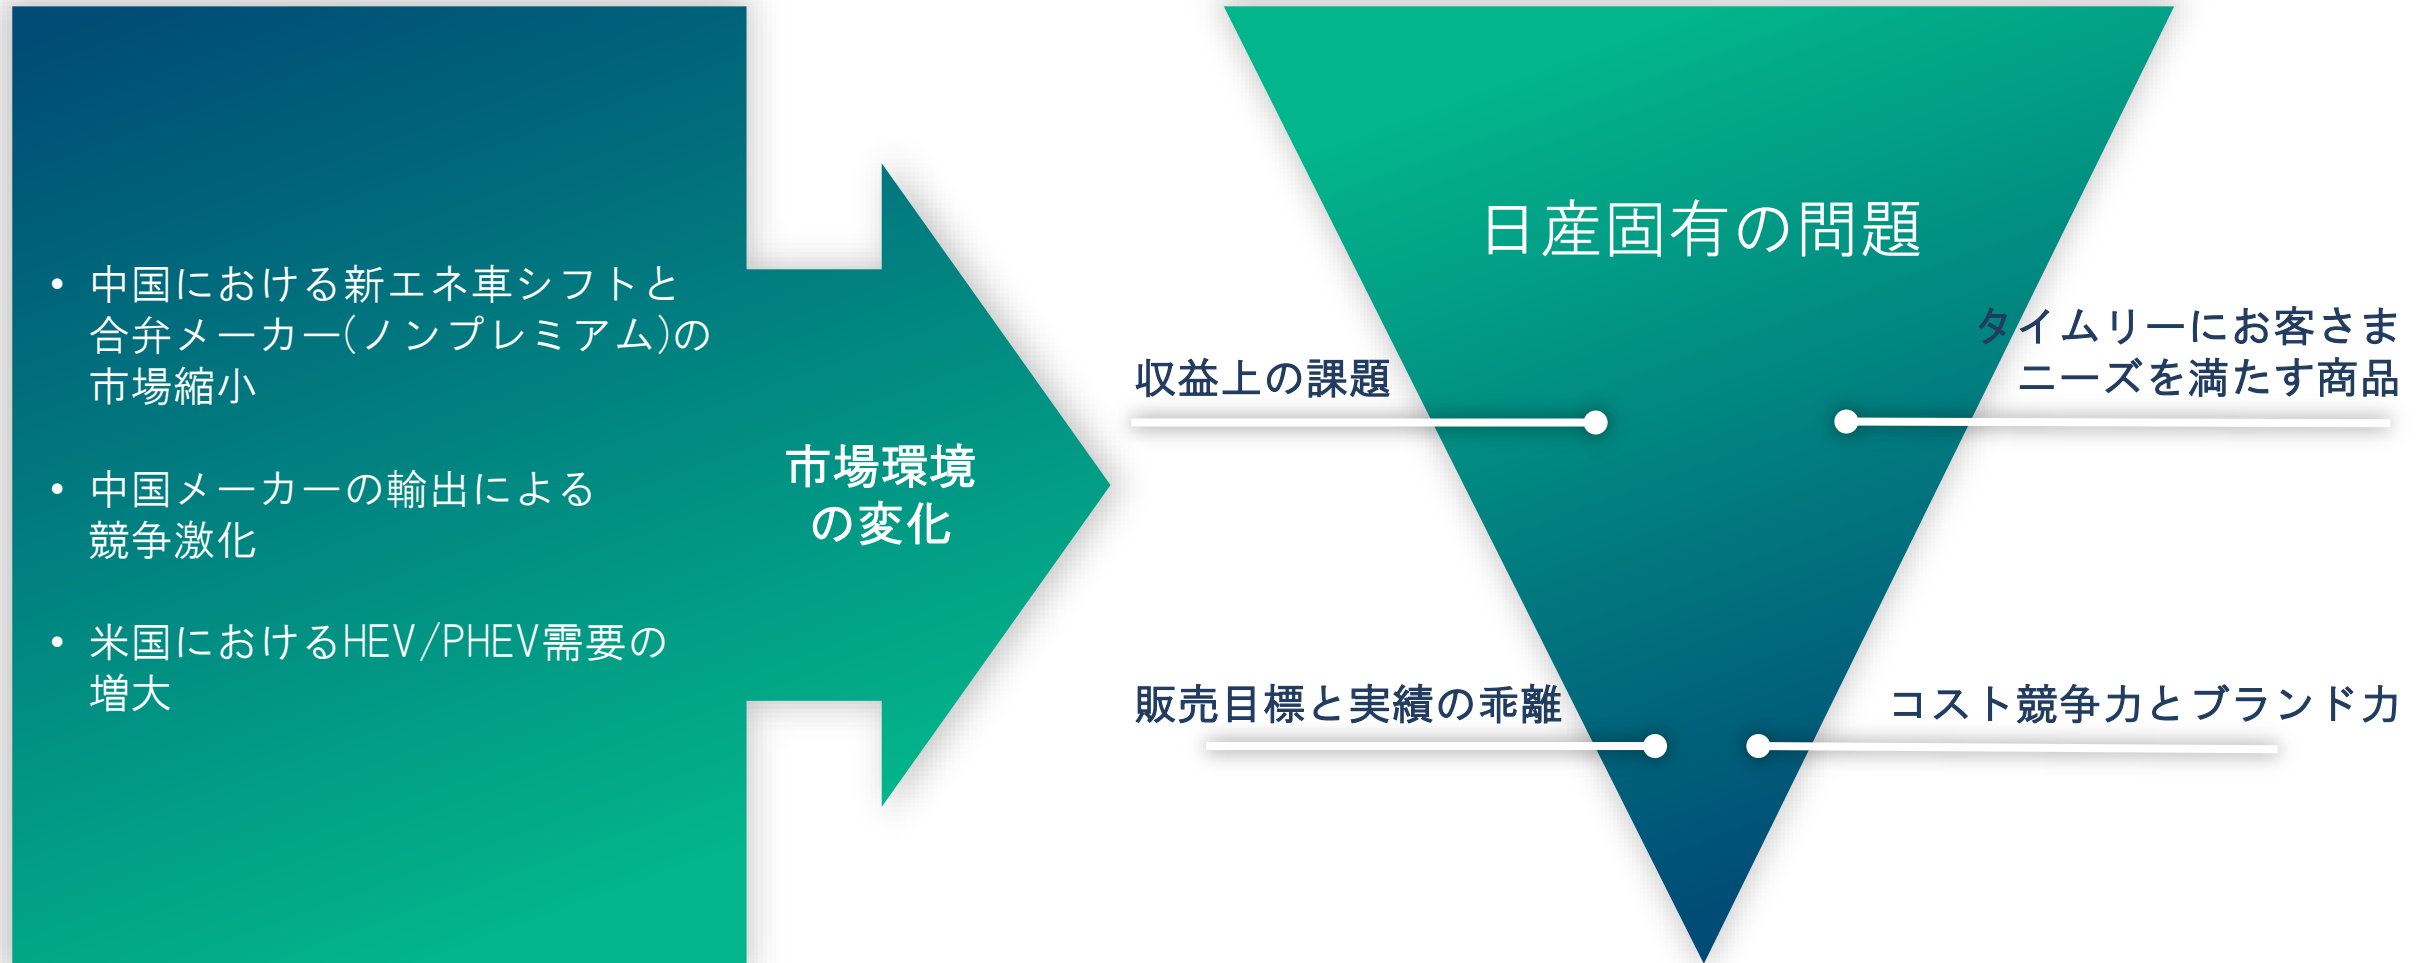 • 中国における新エネ車シフトと
合弁メーカー(ノンプレミアム)の
市場縮小
• 中国メーカーの輸出による
競争激化
• 米国におけるHEV/PHEV需要の
増大
市場環境
の変化
日産固有の問題
収益上の課題
タイムリーにお客さま
ニーズを満たす商品
販売目標と実績の乖離
コスト競争力とブランド力